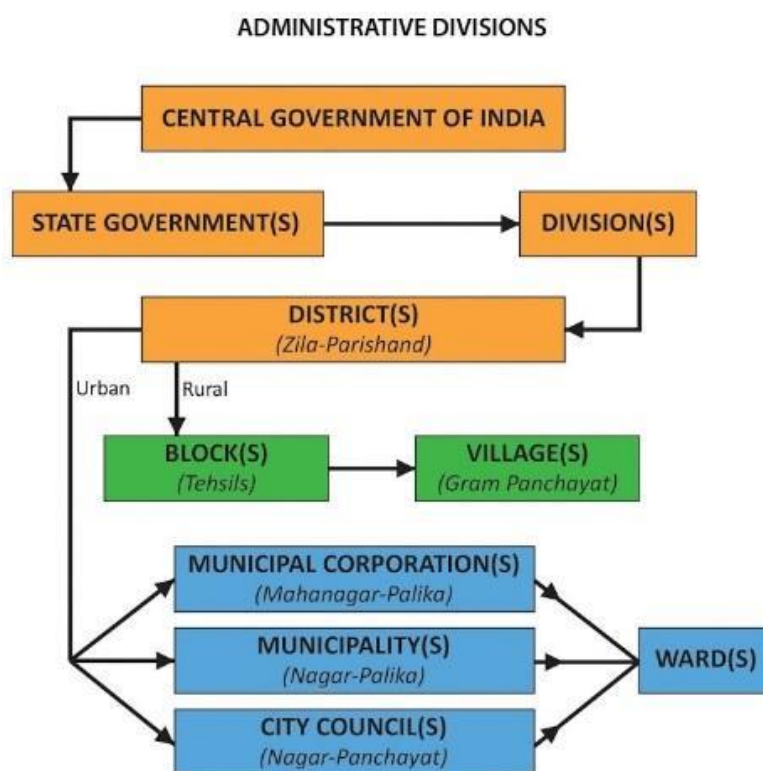 ADMINISTRATIVE DIVISIONS
CENTRAL GOVERNMENT OF INDIA
STATE GOVERNMENT(S)
DIVISION(S)
DISTRICT(S)
(Zila-Parishand)
Urban
Rural
BLOCK(S)
(Tehsils)
VILLAGE(S)
(Gram Panchayat)
MUNICIPAL CORPORATION(S)
(Mahanagar-Palika)
MUNICIPALITY(S)
(Nagar-Palika)
WARD(S)
CITY COUNCIL(S)
(Nagar-Panchayat)